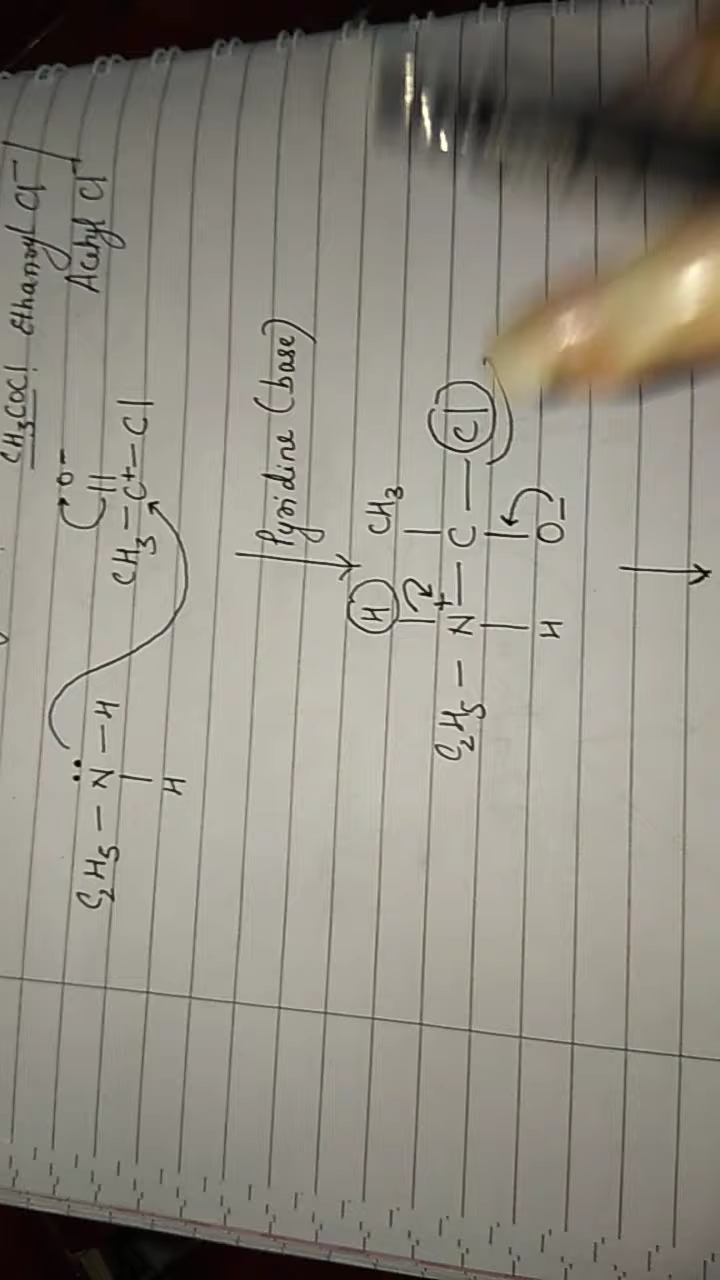 CH3COCl Ethanoyl Cl⁻/
Acetyl Cl⁻
O⁻
||
C2H5 — N̈ — H CH3 — C⁺ — Cl
|
H
Pyridine (base)
H CH3
| |
C2H5 — N⁺ — C — Cl
| |
H O⁻